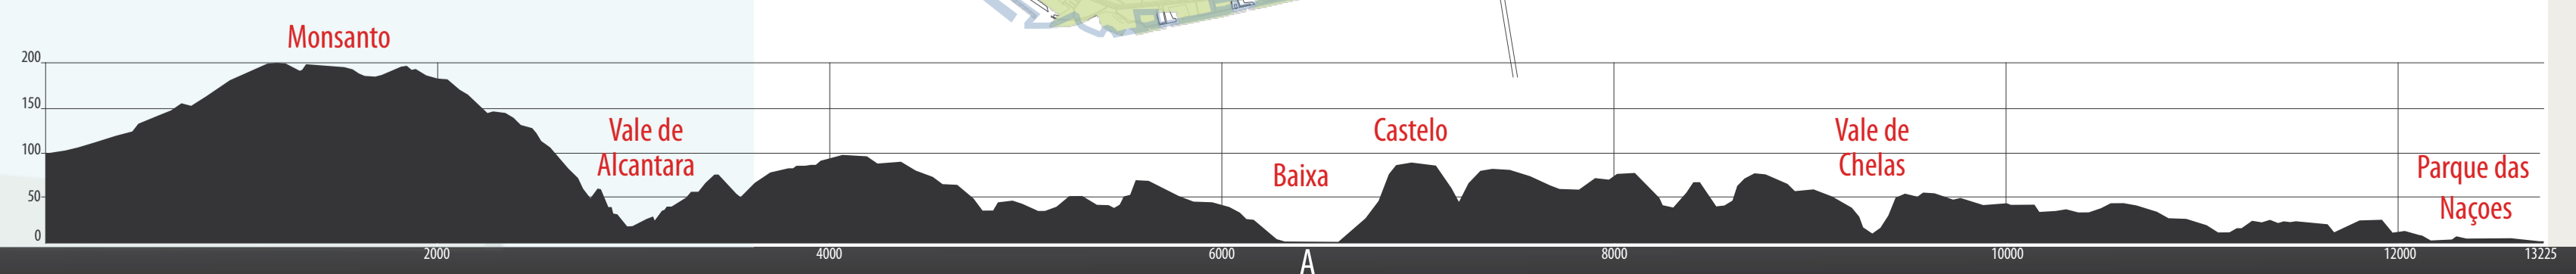 Monsanto
200
150
Vale de
Alcantara
Castelo
Vale de
Chelas
100
Baixa
Parque das
Naçoes
50
0
2000
4000
6000
A
8000
10000
12000
13225